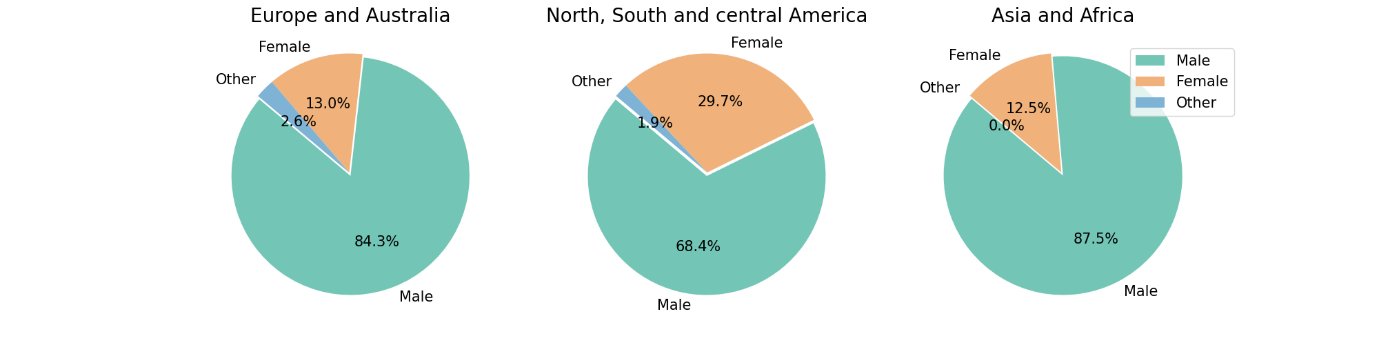 Europe and Australia
Female
Other
13.0%
2.6%
84.3%
Male
North, South and central America
Female
Other
29.7%
1.9%
68.4%
Male
Asia and Africa
Female
Other
12.5%
0.0%
87.5%
Male
Male
Female
Other